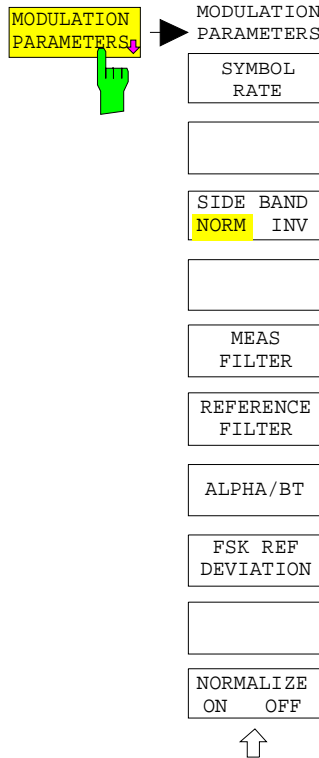 MODULATION
PARAMETERS
MODULATION
PARAMETERS
SYMBOL
RATE
SIDE BAND
NORM INV
MEAS
FILTER
REFERENCE
FILTER
ALPHA/BT
FSK REF
DEVIATION
NORMALIZE
ON OFF